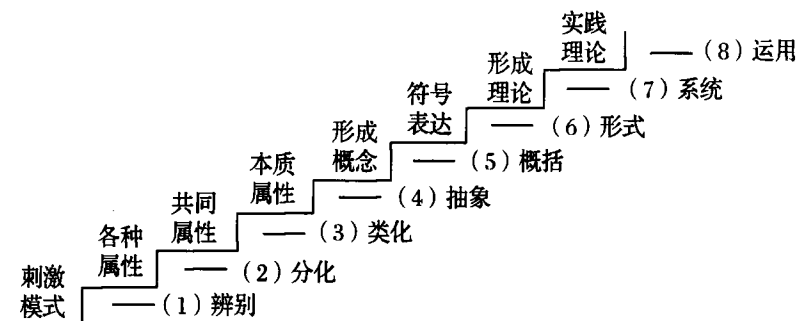 实践
理论
(8)运用
形成
理论
(7)系统
符号
表达
(6)形式
形成
概念
(5)概括
本质
属性
(4)抽象
共同
属性
(3)类化
各种
属性
(2)分化
刺激
模式
(1)辨别